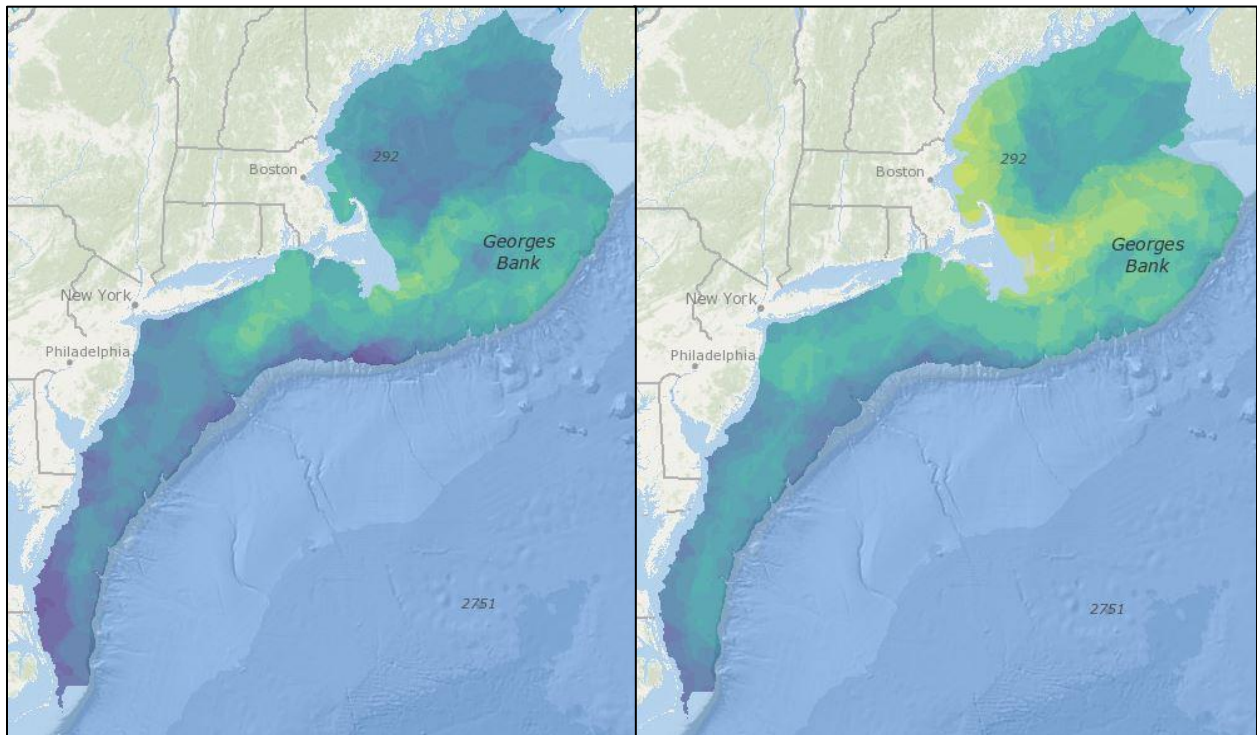 292
Boston
Georges
Bank
New York
Philadelphia
2751
292
Boston
Georges
Bank
New York
Philadelphia
2751